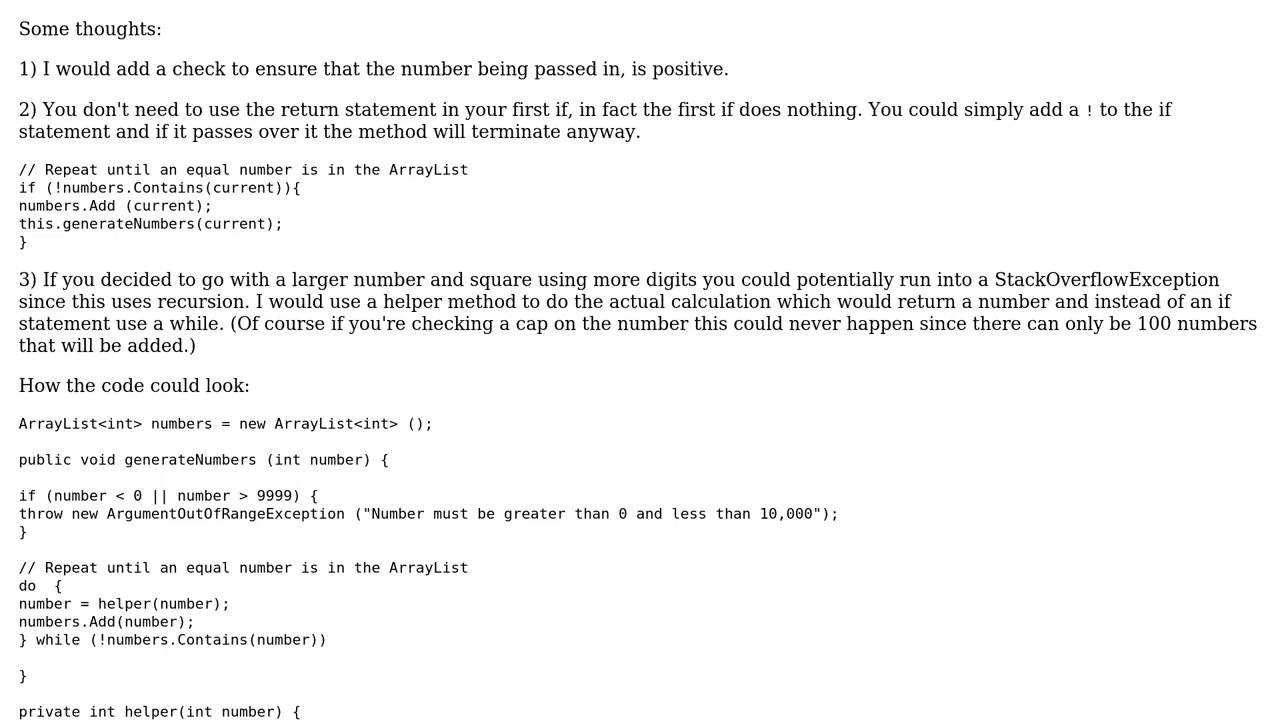 Some thoughts:
1) I would add a check to ensure that the number being passed in, is positive.
2) You don't need to use the return statement in your first if, in fact the first if does nothing. You could simply add a ! to the if
statement and if it passes over it the method will terminate anyway.
// Repeat until an equal number is in the ArrayList
if (!numbers.Contains(current)){
numbers.Add (current);
this.generateNumbers(current);
}
3) If you decided to go with a larger number and square using more digits you could potentially run into a StackOverflowException
since this uses recursion. I would use a helper method to do the actual calculation which would return a number and instead of an if
statement use a while. (Of course if you're checking a cap on the number this could never happen since there can only be 100 numbers
that will be added.)
How the code could look:
ArrayList<int> numbers = new ArrayList<int> ();
public void generateNumbers (int number) {
if (number < 0 || number > 9999) {
throw new ArgumentOutOfRangeException ("Number must be greater than 0 and less than 10,000");
}
// Repeat until an equal number is in the ArrayList
do  {
number = helper(number);
numbers.Add(number);
} while (!numbers.Contains(number))
}
private int helper(int number) {